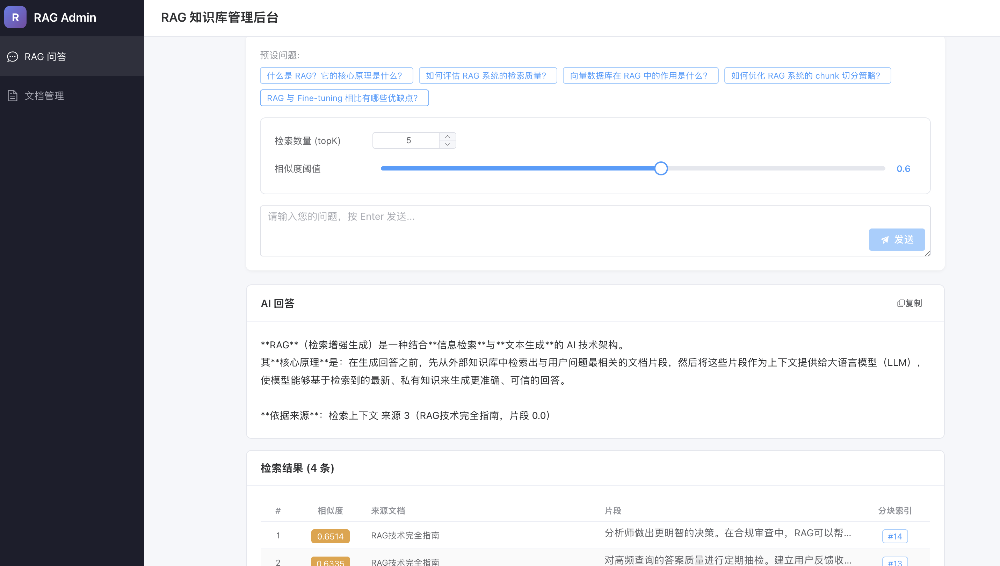 R RAG Admin
RAG 知识库管理后台
RAG 问答
文档管理
预设问题:
什么是 RAG？它的核心原理是什么？
如何评估 RAG 系统的检索质量？
向量数据库在 RAG 中的作用是什么？
如何优化 RAG 系统的 chunk 切分策略？
RAG 与 Fine-tuning 相比有哪些优缺点？
检索数量 (topK) 5
相似度阈值 0.6
请输入您的问题，按 Enter 发送...
发送
AI 回答
复制
**RAG**（检索增强生成）是一种结合**信息检索**与**文本生成**的 AI 技术架构。
其**核心原理**是：在生成回答之前，先从外部知识库中检索出与用户问题最相关的文档片段，然后将这些片段作为上下文提供给大语言模型（LLM），
使模型能够基于检索到的最新、私有知识来生成更准确、可信的回答。
**依据来源**：检索上下文 来源 3（RAG技术完全指南，片段 0.0）
检索结果 (4 条)
# 相似度 来源文档 片段 分块索引
1 0.6514 RAG技术完全指南 分析师做出更明智的决策。在合规审查中，RAG可以帮... #14
2 0.6335 RAG技术完全指南 对高频查询的答案质量进行定期抽检。建立用户反馈收... #13